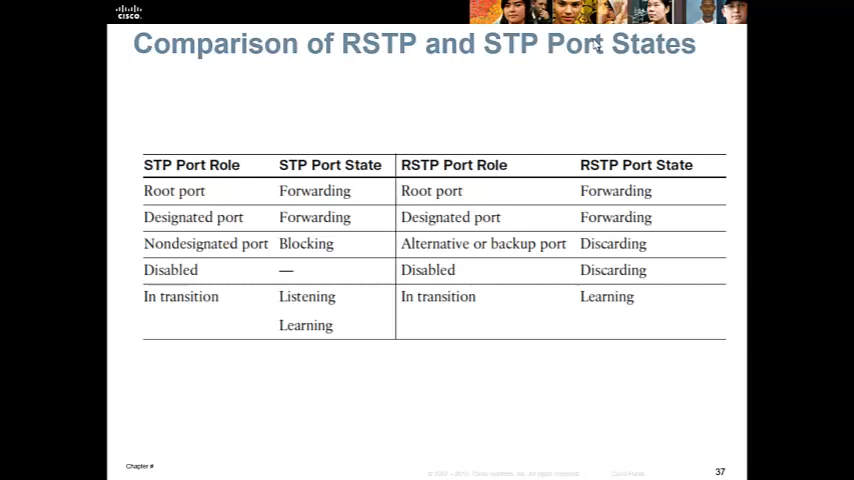 CISCO.
Comparison of RSTP and STP Port States
STP Port Role STP Port State RSTP Port Role RSTP Port State
Root port Forwarding Root port Forwarding
Designated port Forwarding Designated port Forwarding
Nondesignated port Blocking Alternative or backup port Discarding
Disabled — Disabled Discarding
In transition Listening In transition Learning
Learning
Chapter #
37